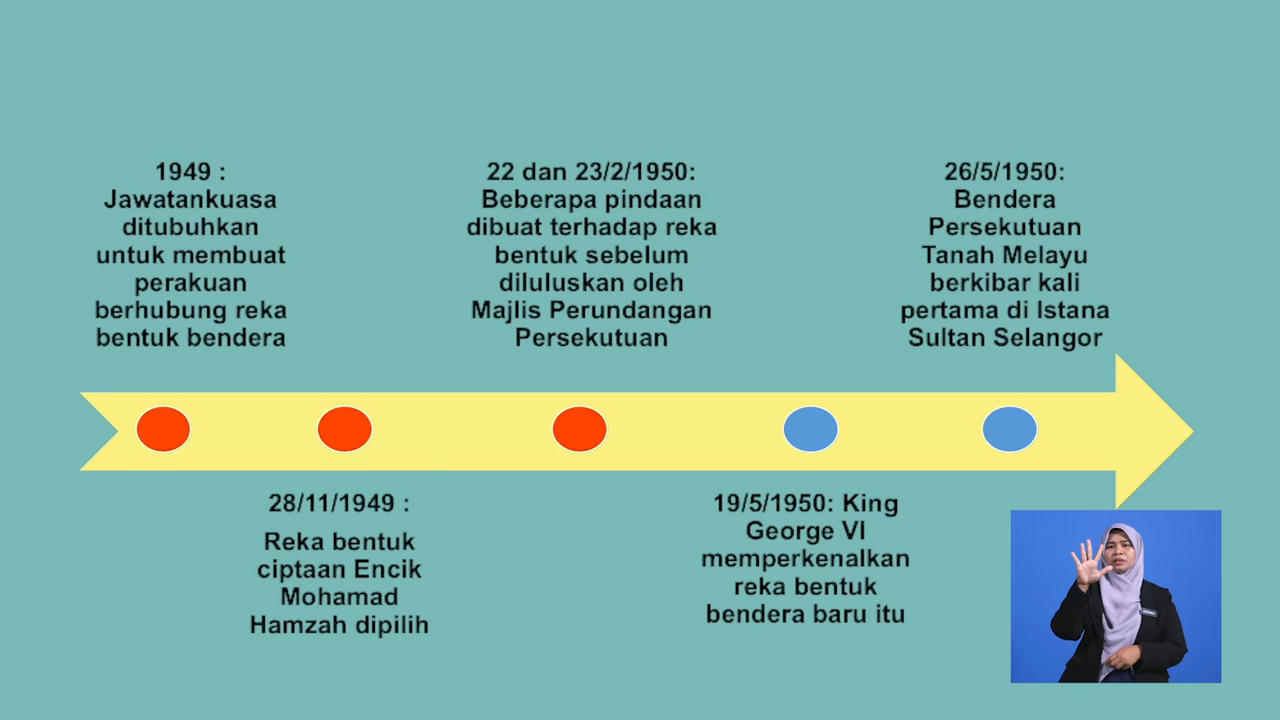 1949 :
Jawatankuasa
ditubuhkan
untuk membuat
perakuan
berhubung reka
bentuk bendera
28/11/1949 :
Reka bentuk
ciptaan Encik
Mohamad
Hamzah dipilih
22 dan 23/2/1950:
Beberapa pindaan
dibuat terhadap reka
bentuk sebelum
diluluskan oleh
Majlis Perundangan
Persekutuan
19/5/1950: King
George VI
memperkenalkan
reka bentuk
bendera baru itu
26/5/1950:
Bendera
Persekutuan
Tanah Melayu
berkibar kali
pertama di Istana
Sultan Selangor